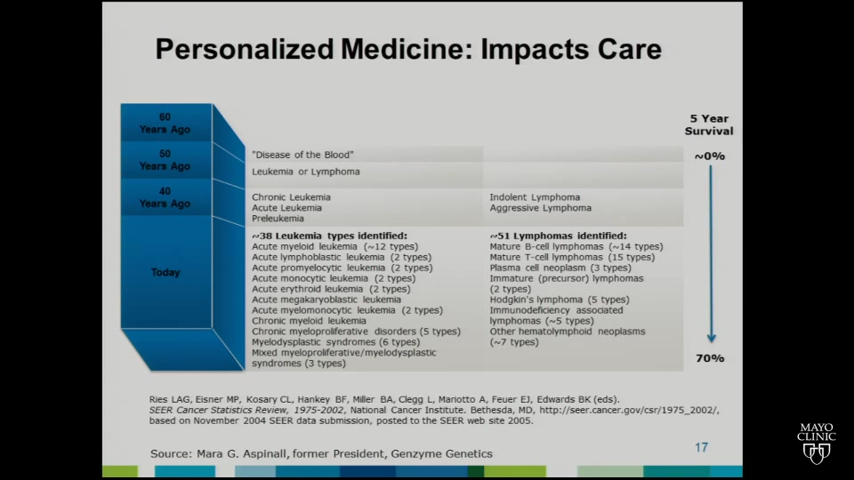 Personalized Medicine: Impacts Care
60
Years Ago
50
Years Ago
40
Years Ago
Today
"Disease of the Blood"
Leukemia or Lymphoma
Chronic Leukemia
Acute Leukemia
Preleukemia
Indolent Lymphoma
Aggressive Lymphoma
~38 Leukemia types identified:
Acute myeloid leukemia (~12 types)
Acute lymphoblastic leukemia (2 types)
Acute promyelocytic leukemia (2 types)
Acute monocytic leukemia (2 types)
Acute erythroid leukemia (2 types)
Acute megakaryoblastic leukemia
Acute myelomonocytic leukemia (2 types)
Chronic myeloid leukemia
Chronic myeloproliferative disorders (5 types)
Myelodysplastic syndromes (6 types)
Mixed myeloproliferative/myelodysplastic
syndromes (3 types)
~51 Lymphomas identified:
Mature B-cell lymphomas (~14 types)
Mature T-cell lymphomas (15 types)
Plasma cell neoplasm (3 types)
Immature (precursor) lymphomas
(2 types)
Hodgkin's lymphoma (5 types)
Immunodeficiency associated
lymphomas (~5 types)
Other hematolymphoid neoplasms
(~7 types)
5 Year
Survival
~0%
70%
Ries LAG, Eisner MP, Kosary CL, Hankey BF, Miller BA, Clegg L, Mariotto A, Feuer EJ, Edwards BK (eds).
SEER Cancer Statistics Review, 1975-2002, National Cancer Institute. Bethesda, MD, http://seer.cancer.gov/csr/1975_2002/,
based on November 2004 SEER data submission, posted to the SEER web site 2005.
Source: Mara G. Aspinall, former President, Genzyme Genetics
17
MAYO
CLINIC